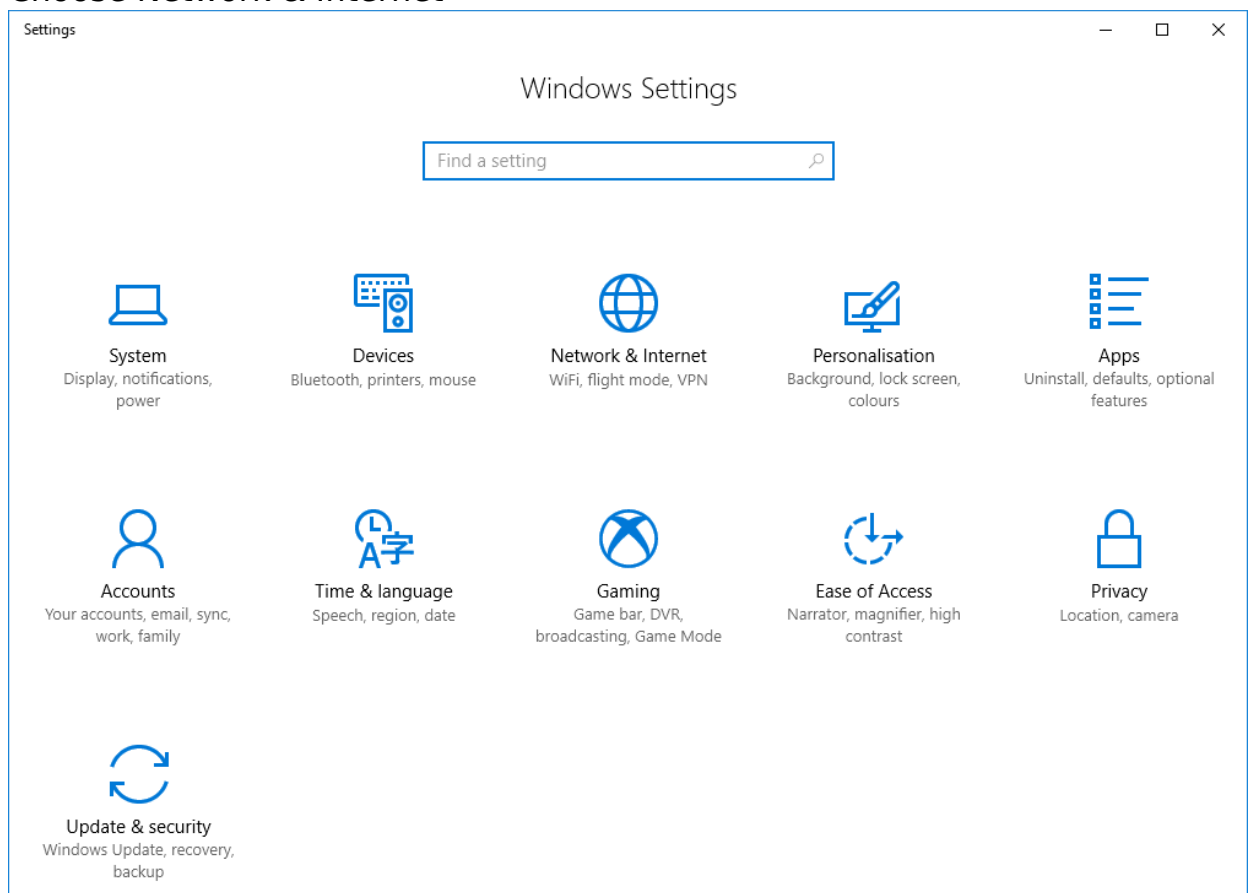 Choose Network & Internet
Settings
Windows Settings
Find a setting
System
Display, notifications,
power
Devices
Bluetooth, printers, mouse
Network & Internet
WiFi, flight mode, VPN
Personalisation
Background, lock screen,
colours
Apps
Uninstall, defaults, optional
features
Accounts
Your accounts, email, sync,
work, family
Time & language
Speech, region, date
Gaming
Game bar, DVR,
broadcasting, Game Mode
Ease of Access
Narrator, magnifier, high
contrast
Privacy
Location, camera
Update & security
Windows Update, recovery,
backup